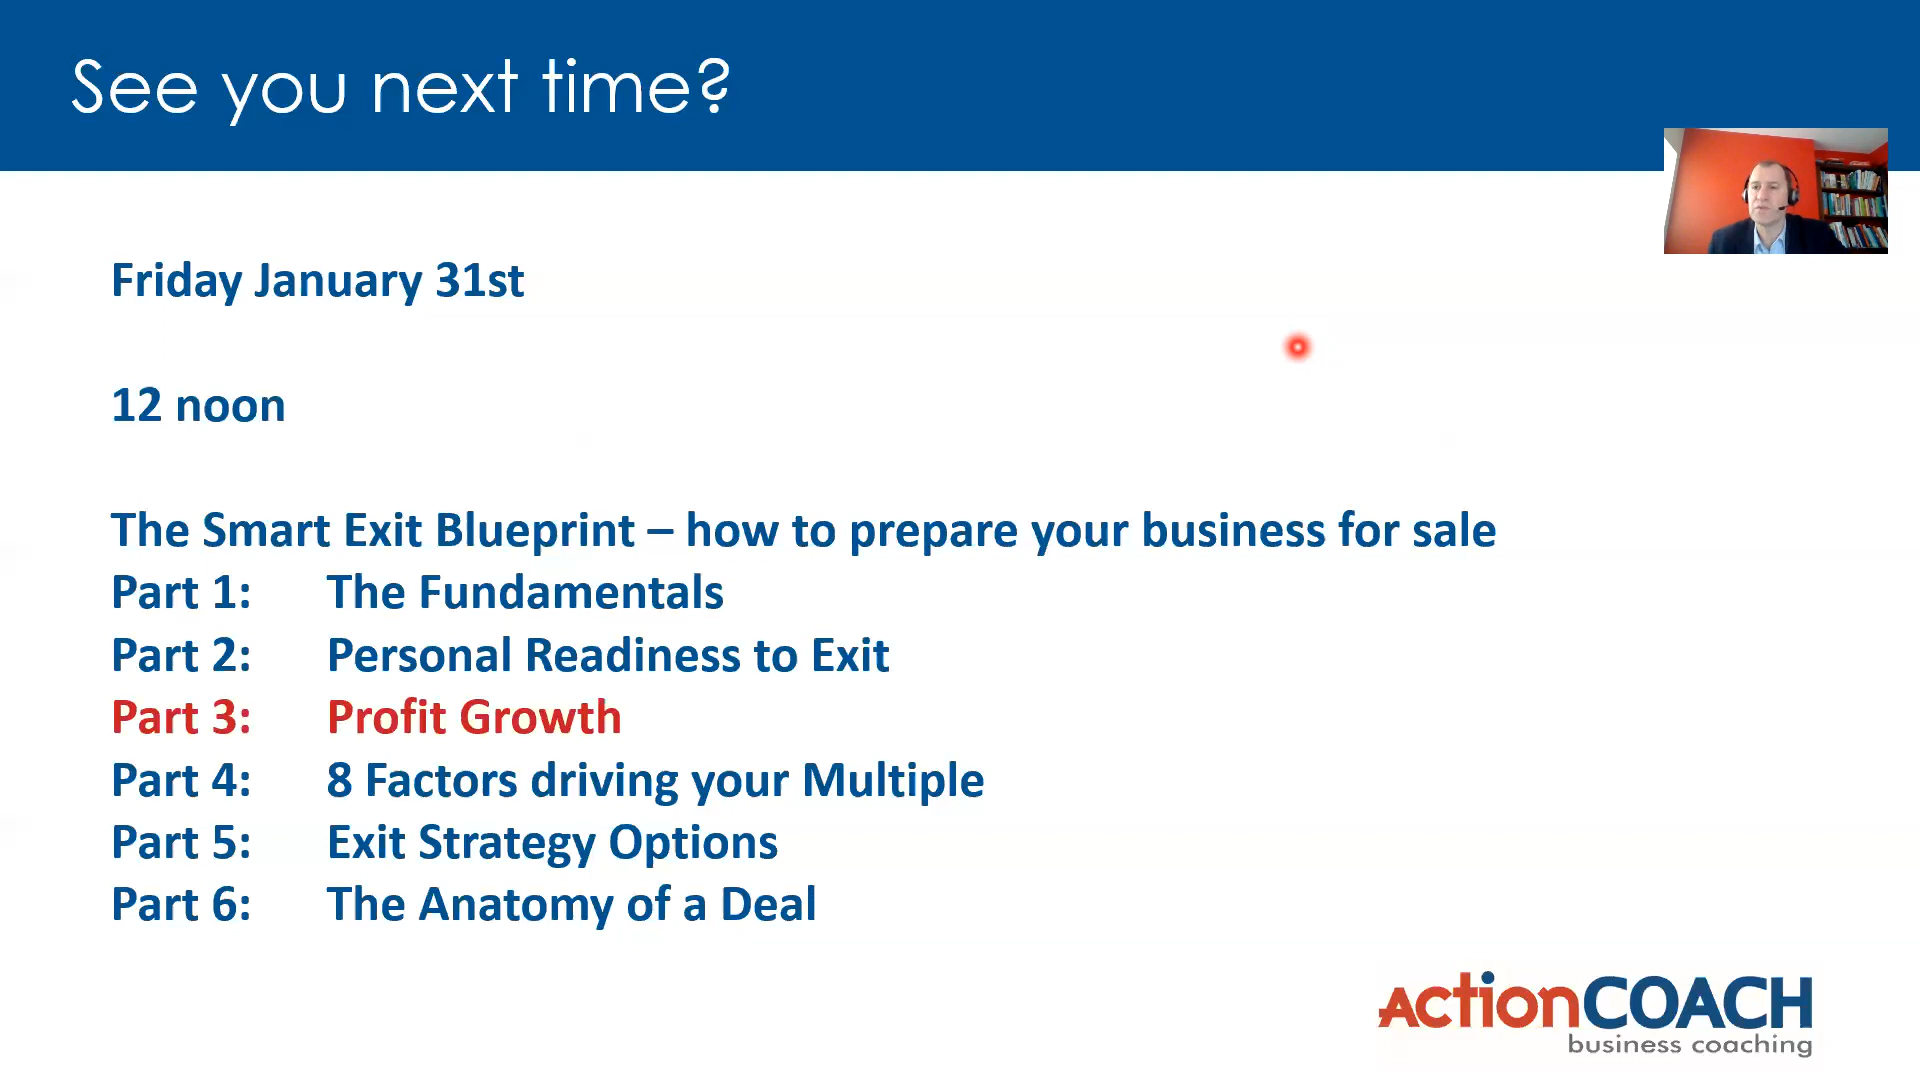 See you next time?
Friday January 31st
12 noon
The Smart Exit Blueprint – how to prepare your business for sale
Part 1: The Fundamentals
Part 2: Personal Readiness to Exit
Part 3: Profit Growth
Part 4: 8 Factors driving your Multiple
Part 5: Exit Strategy Options
Part 6: The Anatomy of a Deal
actionCOACH
business coaching